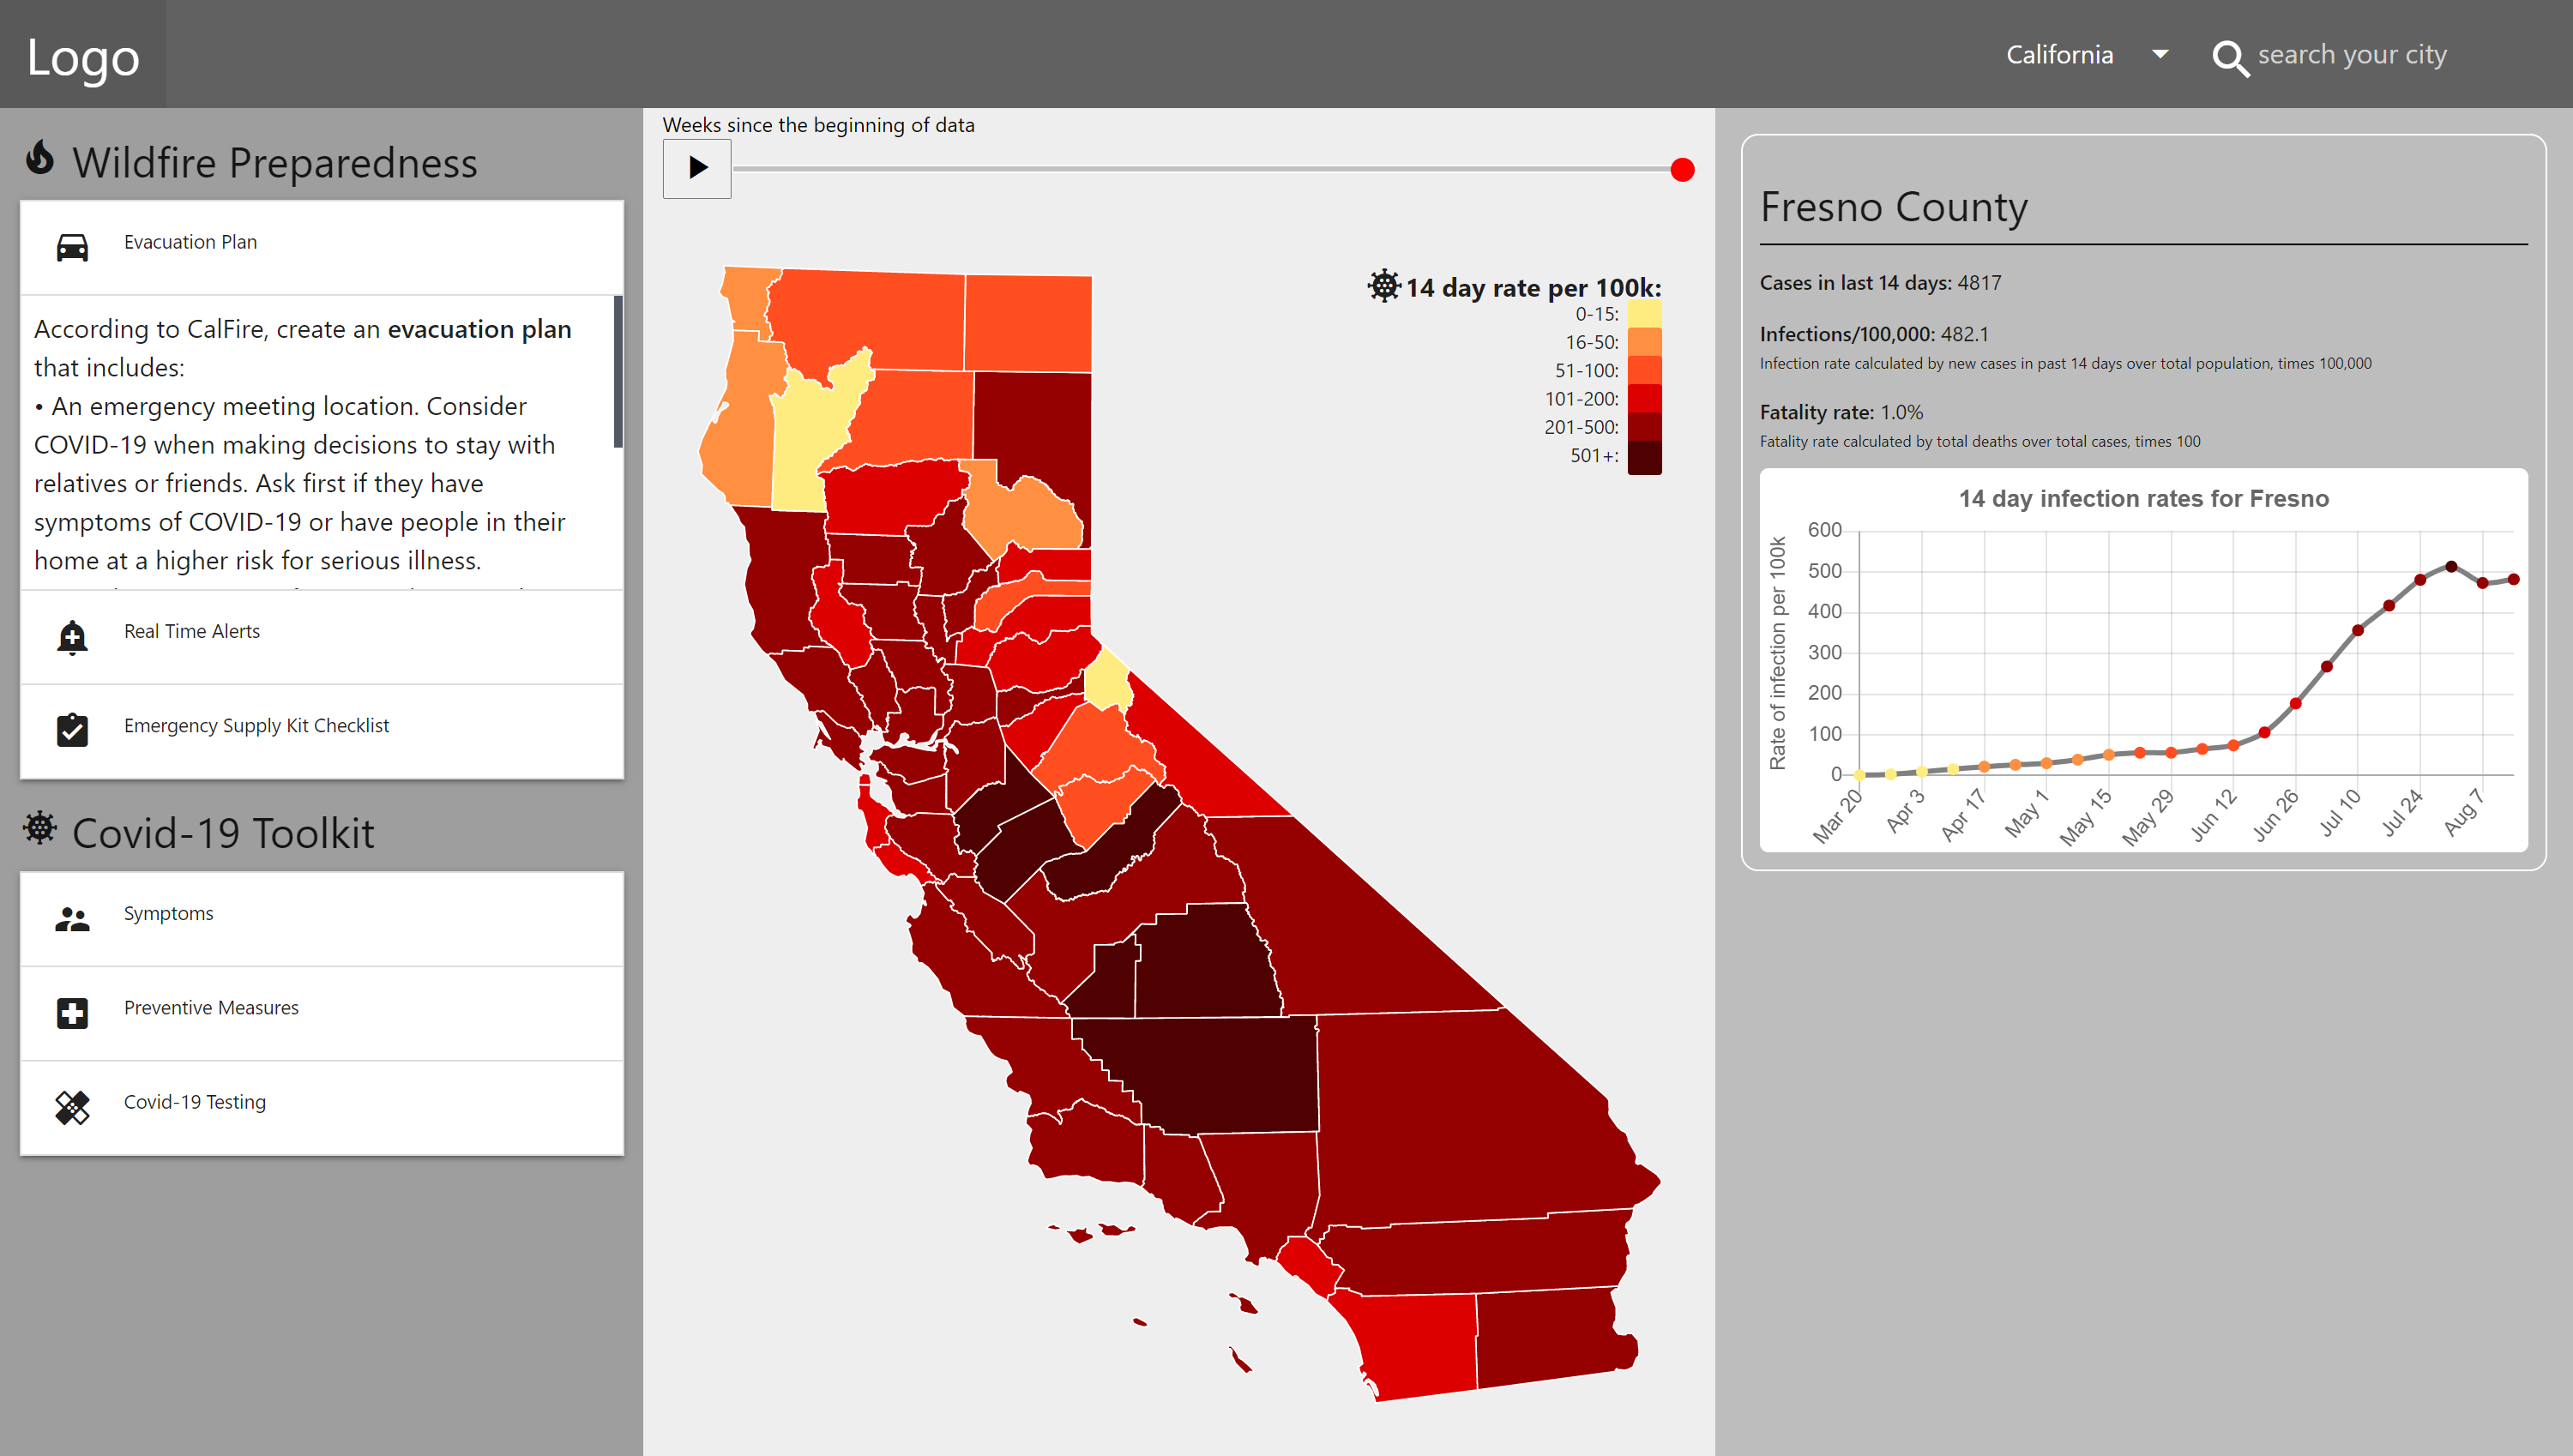 Logo
California
search your city
Wildfire Preparedness
Evacuation Plan
According to CalFire, create an evacuation plan
that includes:
• An emergency meeting location. Consider
COVID-19 when making decisions to stay with
relatives or friends. Ask first if they have
symptoms of COVID-19 or have people in their
home at a higher risk for serious illness.
Real Time Alerts
Emergency Supply Kit Checklist
Covid-19 Toolkit
Symptoms
Preventive Measures
Covid-19 Testing
Weeks since the beginning of data
14 day rate per 100k:
0-15:
16-50:
51-100:
101-200:
201-500:
501+:
Fresno County
Cases in last 14 days: 4817
Infections/100,000: 482.1
Infection rate calculated by new cases in past 14 days over total population, times 100,000
Fatality rate: 1.0%
Fatality rate calculated by total deaths over total cases, times 100
14 day infection rates for Fresno
Rate of infection per 100k
600
500
400
300
200
100
0
Mar 20
Apr 3
Apr 17
May 1
May 15
May 29
Jun 12
Jun 26
Jul 10
Jul 24
Aug 7